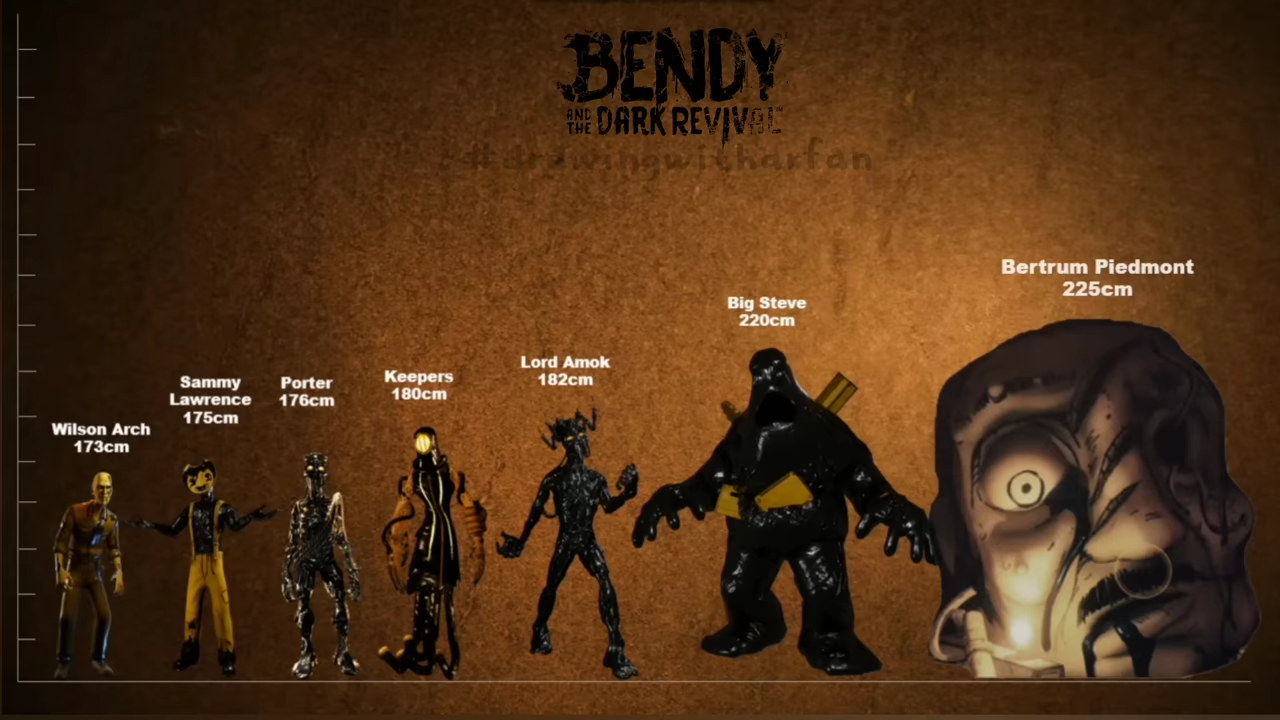 BENDY
AND THE DARK REVIVAL
#drawingwitharfan
Bertrum Piedmont
225cm
Big Steve
220cm
Lord Amok
182cm
Keepers
180cm
Sammy
Lawrence
175cm
Porter
176cm
Wilson Arch
173cm